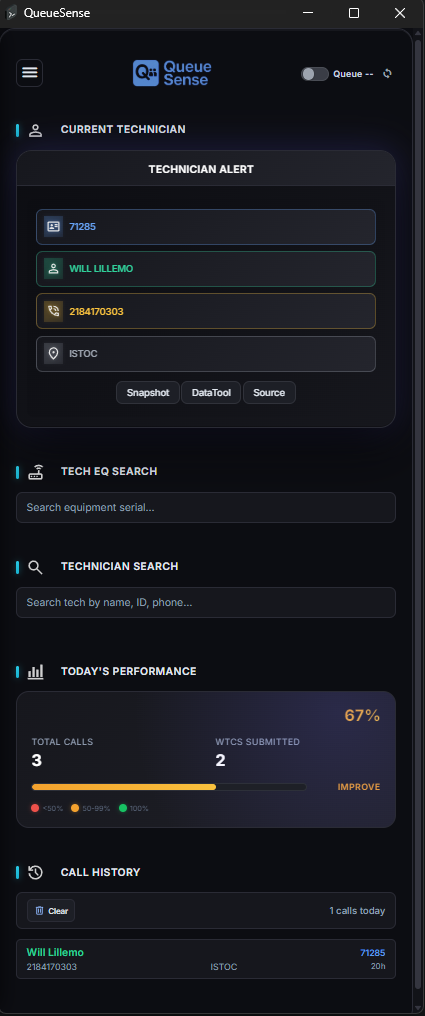 QueueSense
Queue
Sense
Queue --
CURRENT TECHNICIAN
TECHNICIAN ALERT
71285
WILL LILLEMO
2184170303
ISTOC
Snapshot DataTool Source
TECH EQ SEARCH
Search equipment serial...
TECHNICIAN SEARCH
Search tech by name, ID, phone...
TODAY'S PERFORMANCE
67%
TOTAL CALLS WTCS SUBMITTED
3 2
IMPROVE
<50% 50-99% 100%
CALL HISTORY
Clear 1 calls today
Will Lillemo 71285
2184170303 ISTOC 20h